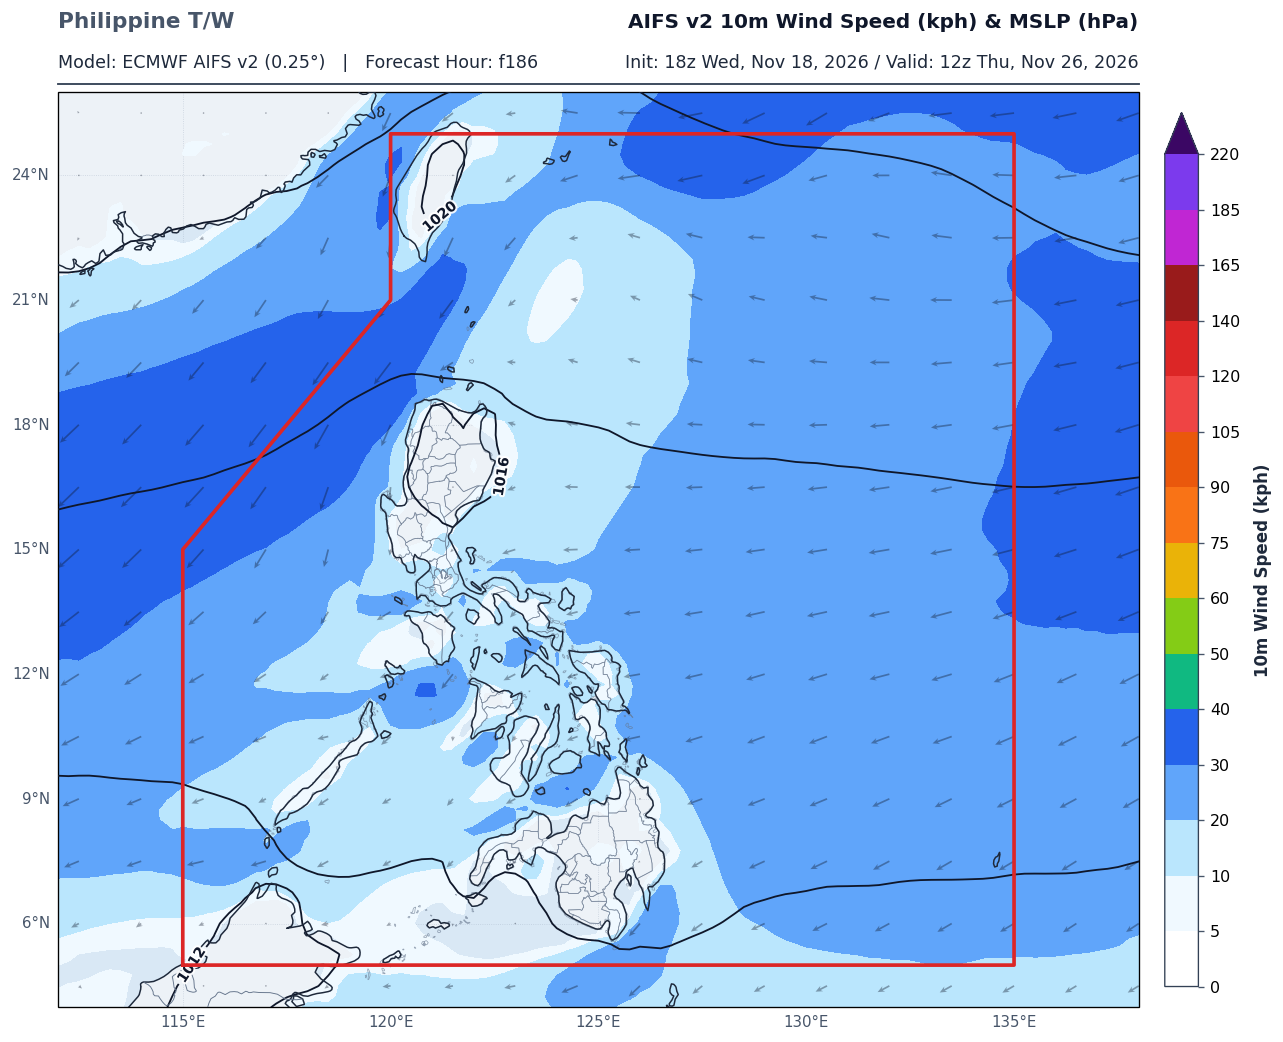 Philippine T/W
AIFS v2 10m Wind Speed (kph) & MSLP (hPa)
Model: ECMWF AIFS v2 (0.25°) | Forecast Hour: f186
Init: 18z Wed, Nov 18, 2026 / Valid: 12z Thu, Nov 26, 2026
24°N
21°N
18°N
15°N
12°N
9°N
6°N
1020
1016
1012
115°E
120°E
125°E
130°E
135°E
220
185
165
140
120
105
90
75
60
50
40
30
20
10
5
0
10m Wind Speed (kph)